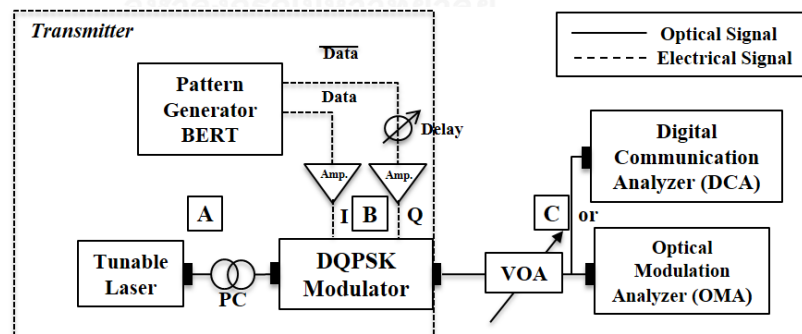 Transmitter
Optical Signal
Electrical Signal
Data
Pattern
Generator
BERT
Data
Delay
Digital
Communication
Analyzer (DCA)
Amp.
Amp.
A
I
B
Q
C
or
Tunable
Laser
PC
DQPSK
Modulator
VOA
Optical
Modulation
Analyzer (OMA)